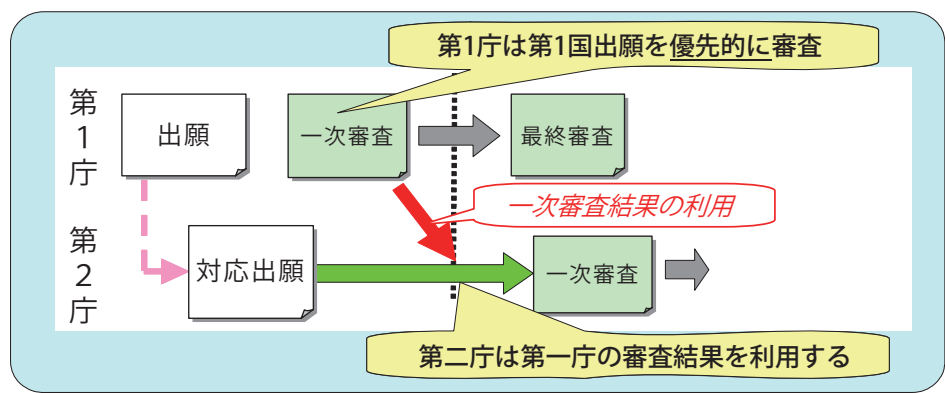 第1庁は第1国出願を優先的に審査
第1庁
出願
一次審査
最終審査
一次審査結果の利用
第2庁
対応出願
一次審査
第二庁は第一庁の審査結果を利用する